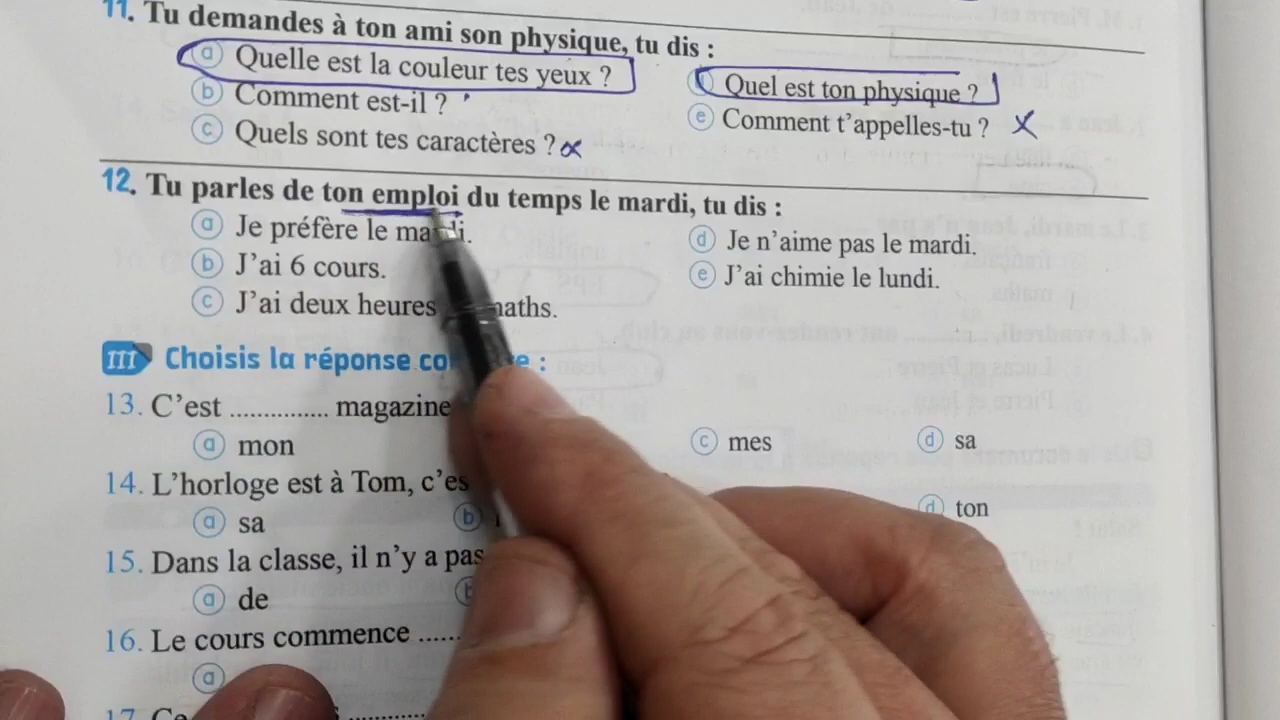 11. Tu demandes à ton ami son physique, tu dis :
a Quelle est la couleur tes yeux ?
d Quel est ton physique ?
b Comment est-il ?
e Comment t'appelles-tu ?
c Quels sont tes caractères ?
12. Tu parles de ton emploi du temps le mardi, tu dis :
a Je préfère le mardi.
d Je n'aime pas le mardi.
b J'ai 6 cours.
e J'ai chimie le lundi.
c J'ai deux heures maths.
III Choisis la réponse :
13. C'est .............. magazine
a mon
c mes
d sa
14. L'horloge est à Tom, c'es
a sa
b
d ton
15. Dans la classe, il n'y a pas
a de
16. Le cours commence ......
a
17.